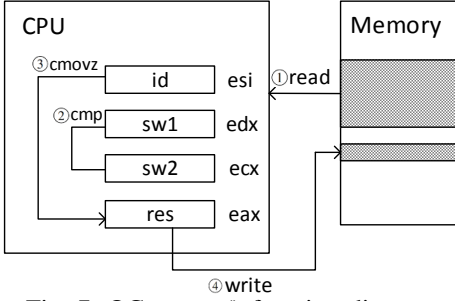 CPU
Memory
③cmovz
id
esi
①read
②cmp
sw1
edx
sw2
ecx
res
eax
④write